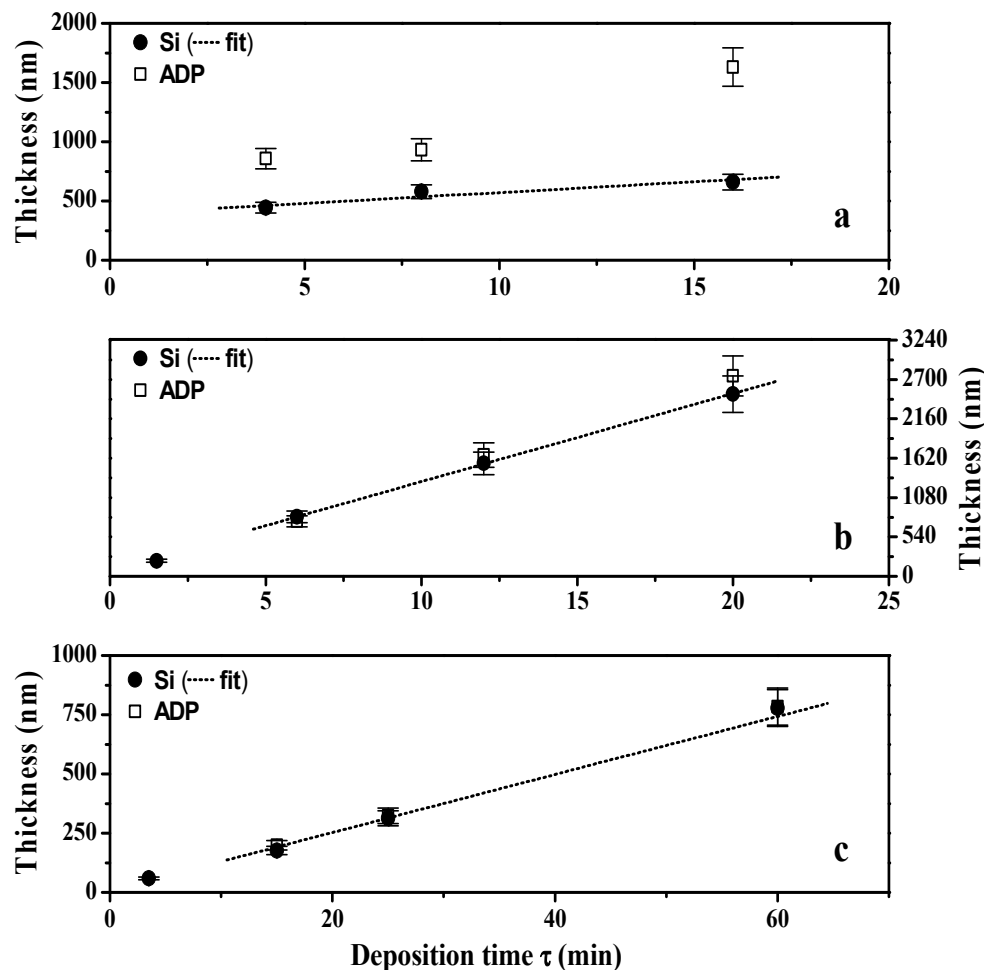 2000
1500
1000
500
0
Thickness (nm)
Si (---- fit)
ADP
a
0 5 10 15 20
Si (---- fit)
ADP
b
3240
2700
2160
1620
1080
540
0
Thickness (nm)
0 5 10 15 20 25
1000
750
500
250
0
Thickness (nm)
Si (---- fit)
ADP
c
0 20 40 60
Deposition time τ (min)